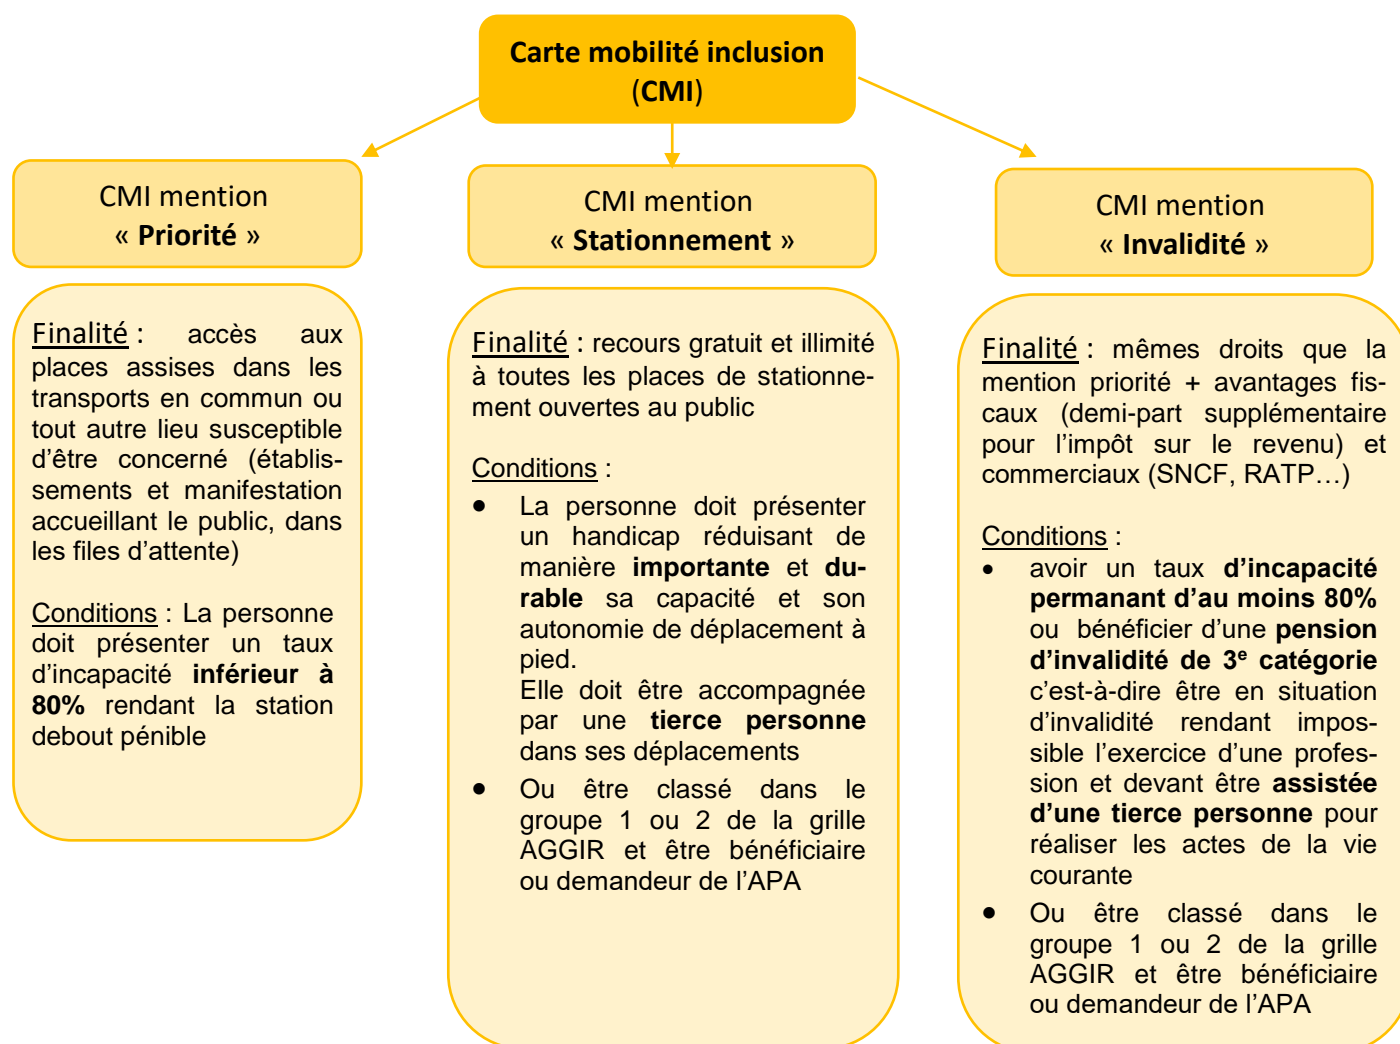 Carte mobilité inclusion
(CMI)
CMI mention
« Priorité »
CMI mention
« Stationnement »
CMI mention
« Invalidité »
Finalité : accès aux
places assises dans les
transports en commun ou
tout autre lieu susceptible
d’être concerné (établis-
sements et manifestation
accueillant le public, dans
les files d’attente)
Conditions : La personne
doit présenter un taux
d’incapacité inférieur à
80% rendant la station
debout pénible
Finalité : recours gratuit et illimité
à toutes les places de stationne-
ment ouvertes au public
Conditions :
• La personne doit présenter
un handicap réduisant de
manière importante et du-
rable sa capacité et son
autonomie de déplacement à
pied.
Elle doit être accompagnée
par une tierce personne
dans ses déplacements
• Ou être classé dans le
groupe 1 ou 2 de la grille
AGGIR et être bénéficiaire
ou demandeur de l’APA
Finalité : mêmes droits que la
mention priorité + avantages fis-
caux (demi-part supplémentaire
pour l’impôt sur le revenu) et
commerciaux (SNCF, RATP…)
Conditions :
• avoir un taux d’incapacité
permanant d’au moins 80%
ou bénéficier d’une pension
d’invalidité de 3e catégorie
c’est-à-dire être en situation
d’invalidité rendant impos-
sible l’exercice d’une profes-
sion et devant être assistée
d’une tierce personne pour
réaliser les actes de la vie
courante
• Ou être classé dans le
groupe 1 ou 2 de la grille
AGGIR et être bénéficiaire
ou demandeur de l’APA